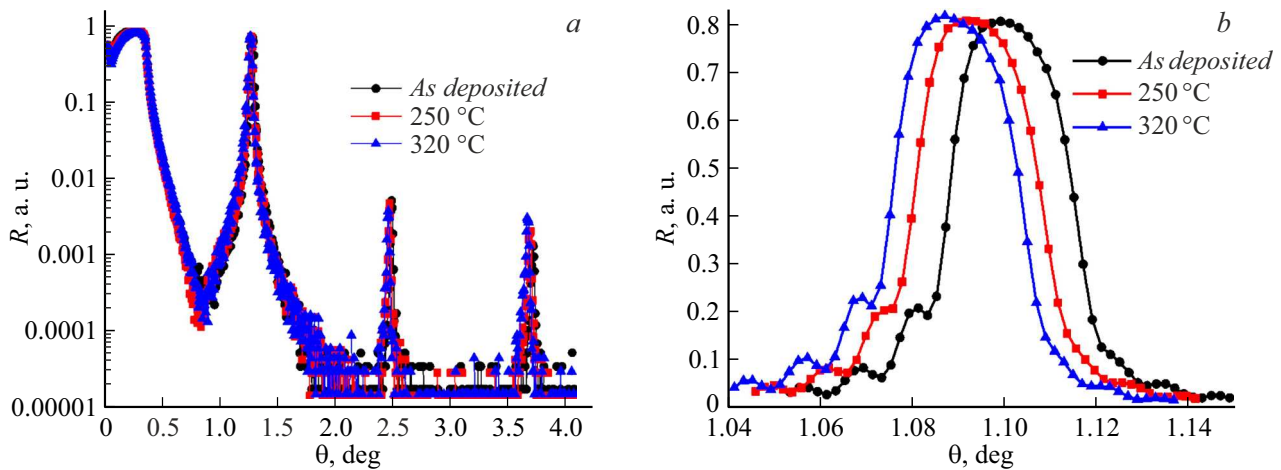 a
1
0.1
0.01
0.001
0.0001
0.00001
R, a. u.
As deposited
250 °C
320 °C
0 0.5 1.0 1.5 2.0 2.5 3.0 3.5 4.0
θ, deg
b
0.8
0.7
0.6
0.5
0.4
0.3
0.2
0.1
0
R, a. u.
As deposited
250 °C
320 °C
1.04 1.06 1.08 1.10 1.12 1.14
θ, deg